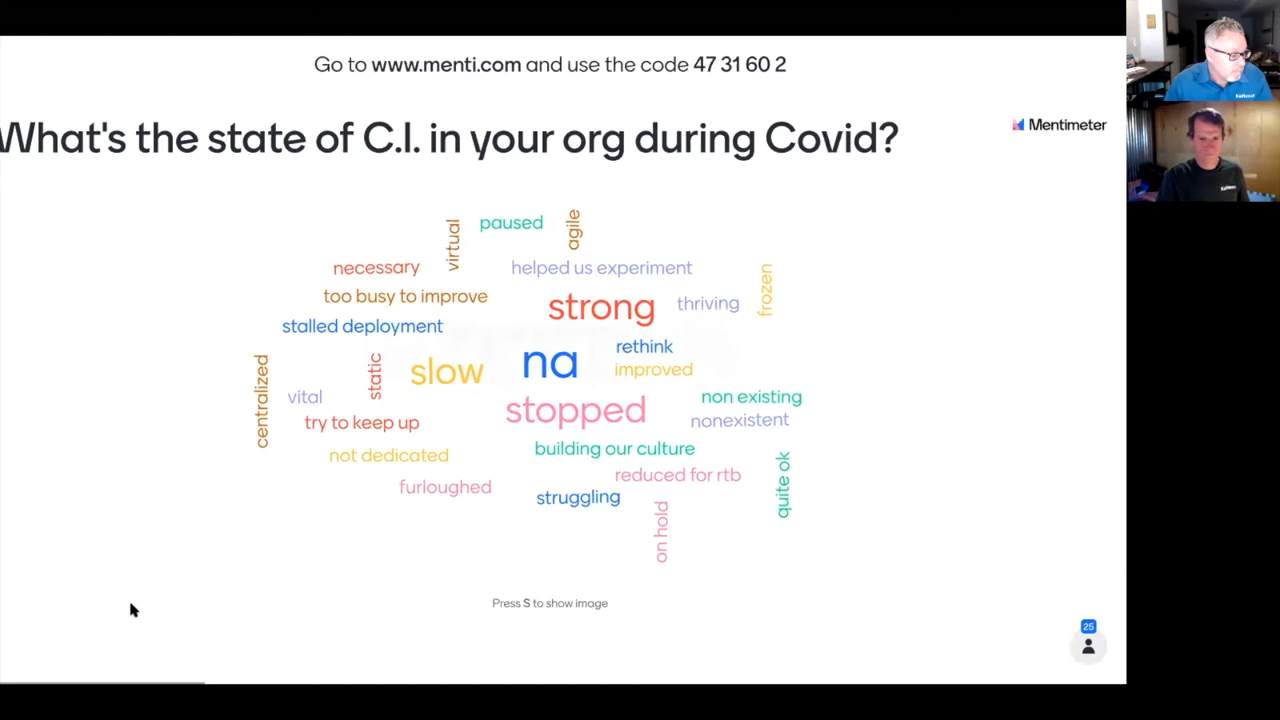 Go to www.menti.com and use the code 47 31 60 2
What's the state of C.I. in your org during Covid?
Mentimeter
paused
virtual
agile
necessary
helped us experiment
frozen
too busy to improve
strong
thriving
stalled deployment
rethink
na
slow
improved
static
centralized
vital
non existing
stopped
nonexistent
try to keep up
building our culture
not dedicated
reduced for rtb
quite ok
furloughed
struggling
on hold
Press S to show image
25